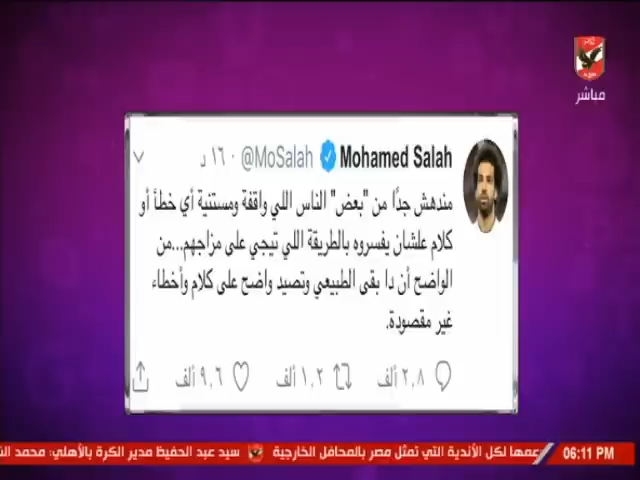 مباشر
Mohamed Salah @MoSalah · ١٦ د
مندهش جدًا من "بعض" الناس اللي واقفة ومستنية أي خطأ أو
كلام علشان يفسروه بالطريقة اللي تيجي على مزاجهم...من
الواضح أن دا بقى الطبيعي وتصيد واضح على كلام وأخطاء
غير مقصودة.
٢٫٨ ألف ١٫٢ ألف ٩٫٦ ألف
عمها لكل الأندية التي تمثل مصر بالمحافل الخارجية سيد عبد الحفيظ مدير الكرة بالأهلي: محمد 06:11 PM